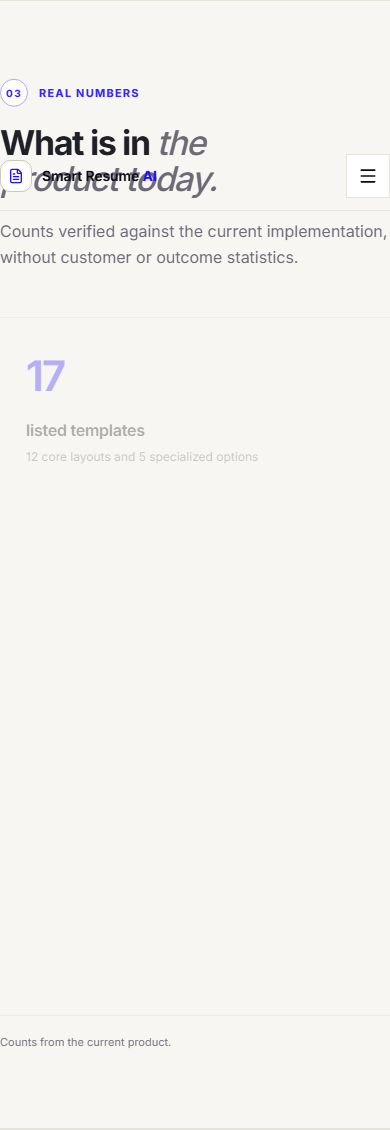 03 REAL NUMBERS
What is in the
product today.
Smart Resume AI
Counts verified against the current implementation,
without customer or outcome statistics.
17
listed templates
12 core layouts and 5 specialized options
Counts from the current product.